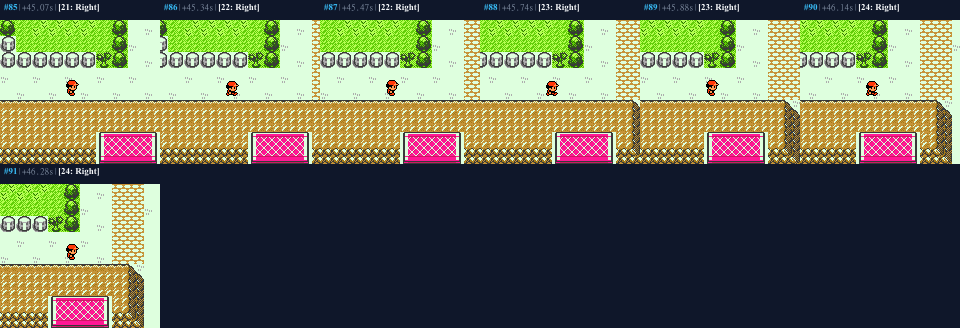 #85|+45.07s| [21: Right]
#86|+45.34s| [22: Right]
#87|+45.47s| [22: Right]
#88|+45.74s| [23: Right]
#89|+45.88s| [23: Right]
#90|+46.14s| [24: Right]
#91|+46.28s| [24: Right]